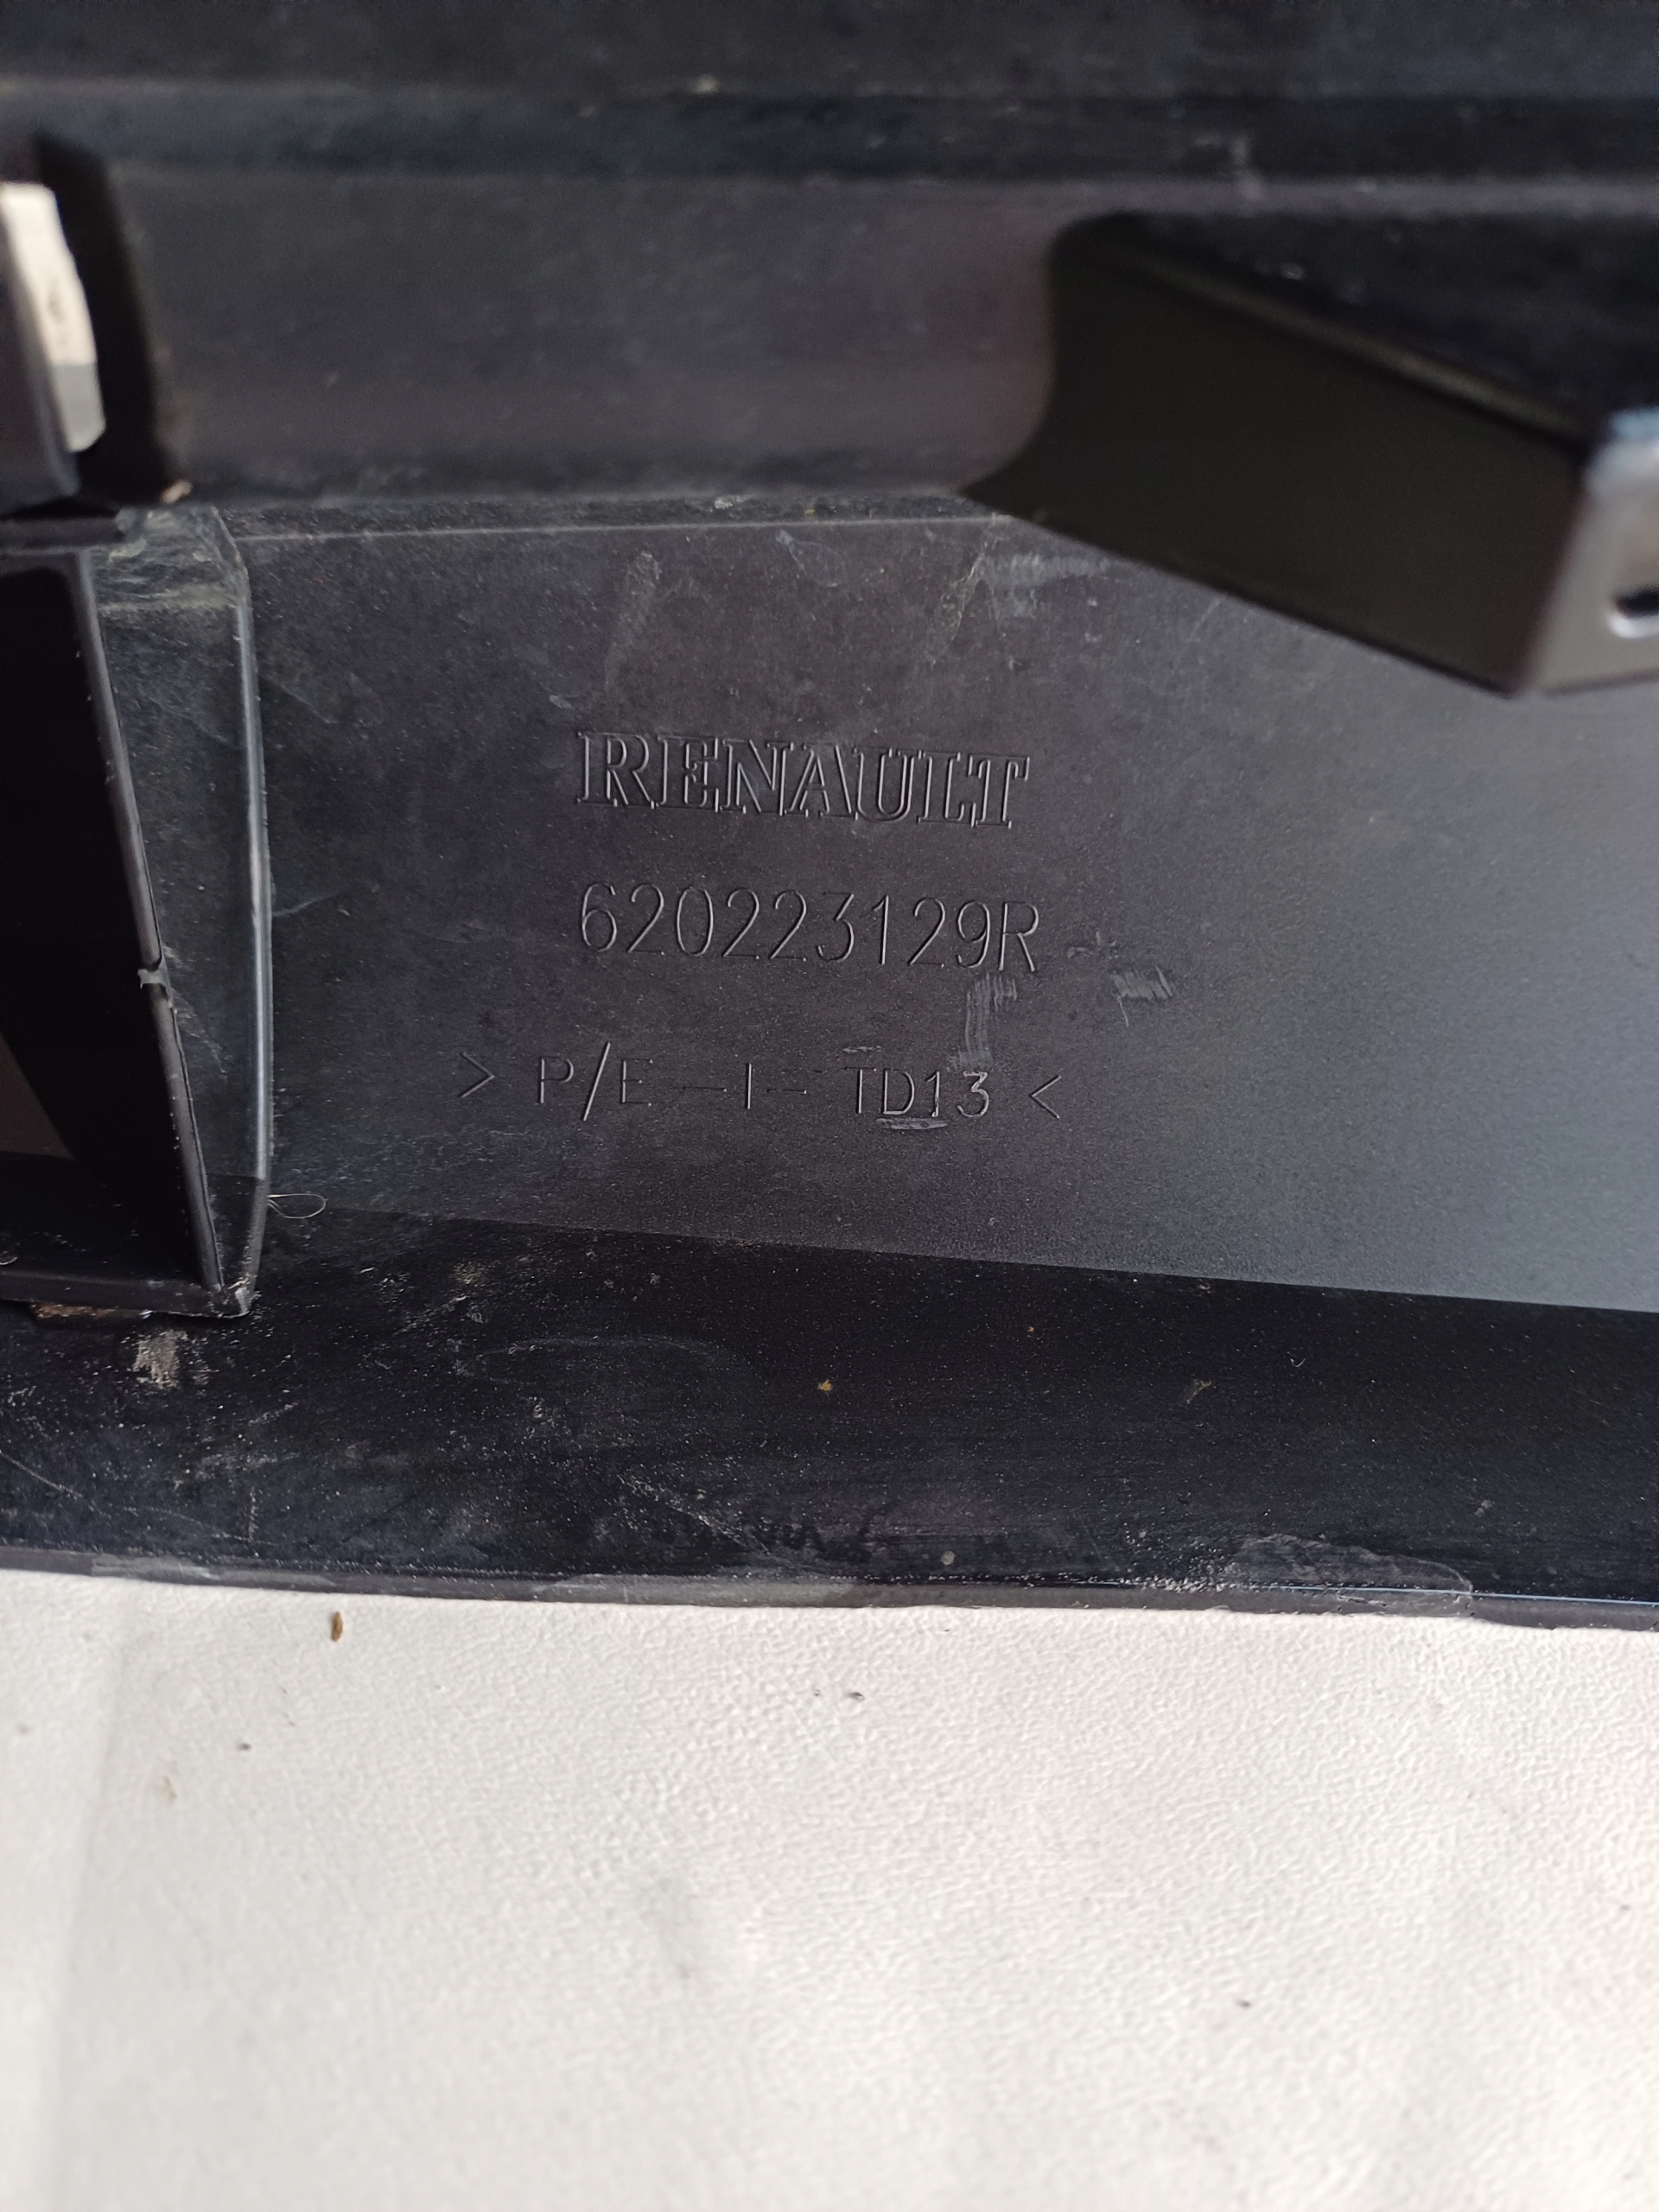 RENAULT
620223129R
> P/E -I- TD13 <